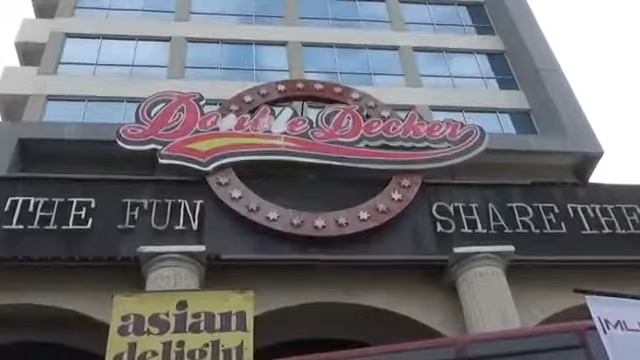 Double Decker
THE FUN SHARE THE
asian
delight